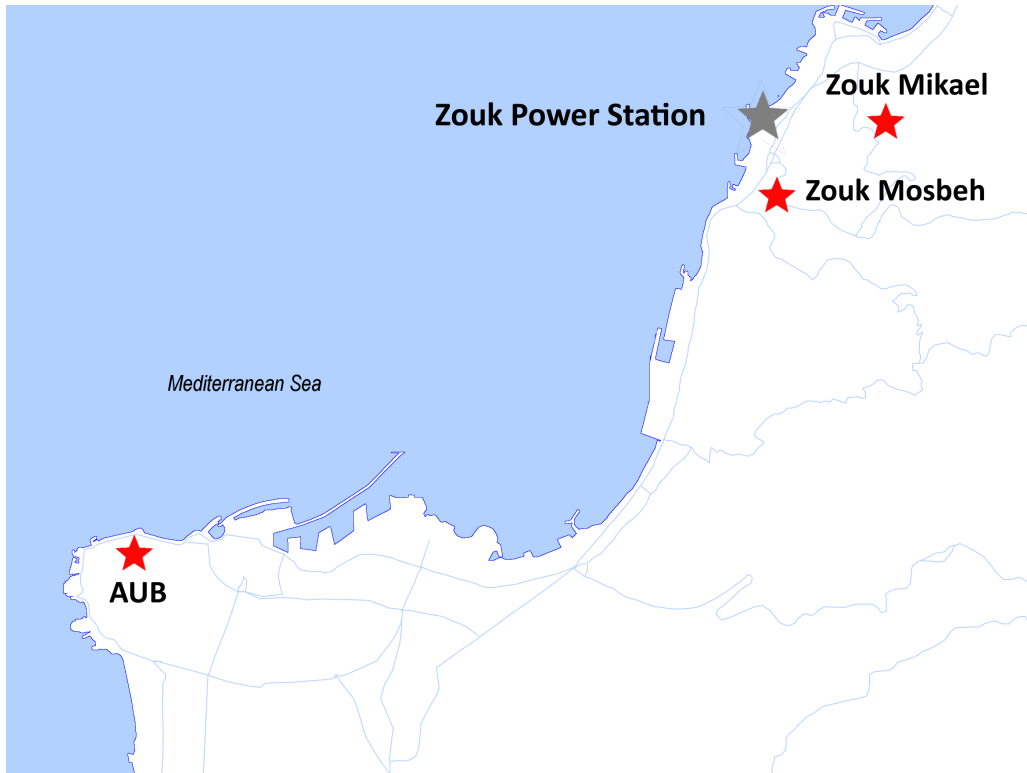 Zouk Mikael
Zouk Power Station
Zouk Mosbeh
Mediterranean Sea
AUB